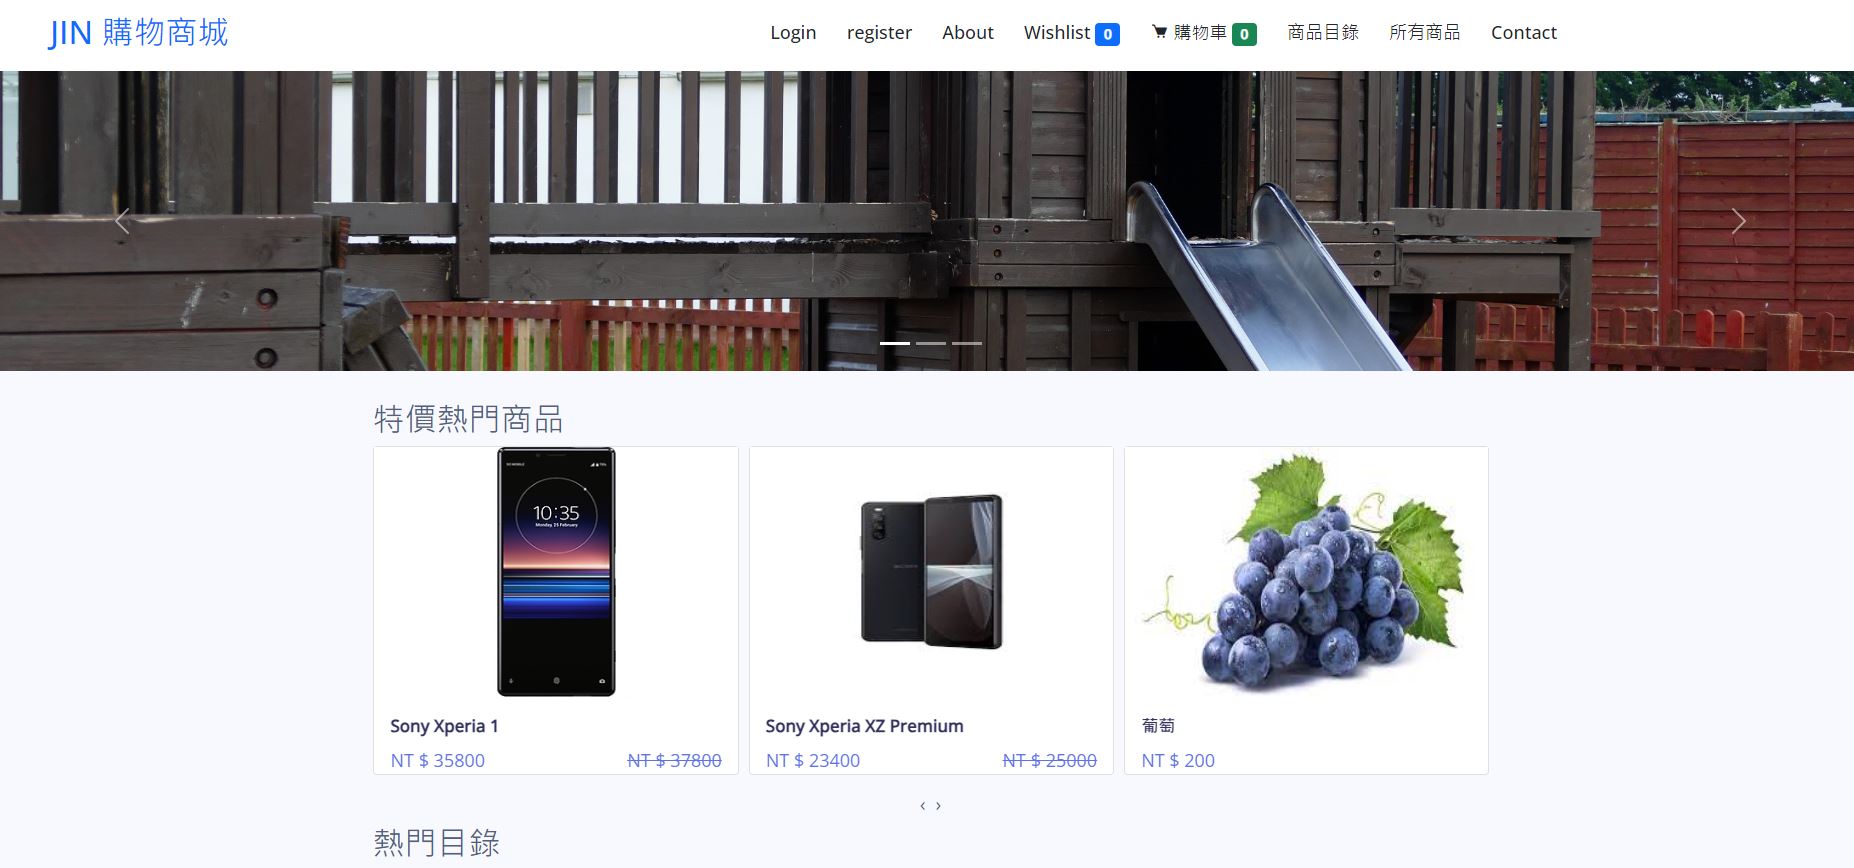 JIN 購物商城
Login register About Wishlist 0 購物車 0 商品目錄 所有商品 Contact
特價熱門商品
10:35
Monday, 25 February
Sony Xperia 1
NT $ 35800 NT $ 37800
Sony Xperia XZ Premium
NT $ 23400 NT $ 25000
葡萄
NT $ 200
‹ ›
熱門目錄